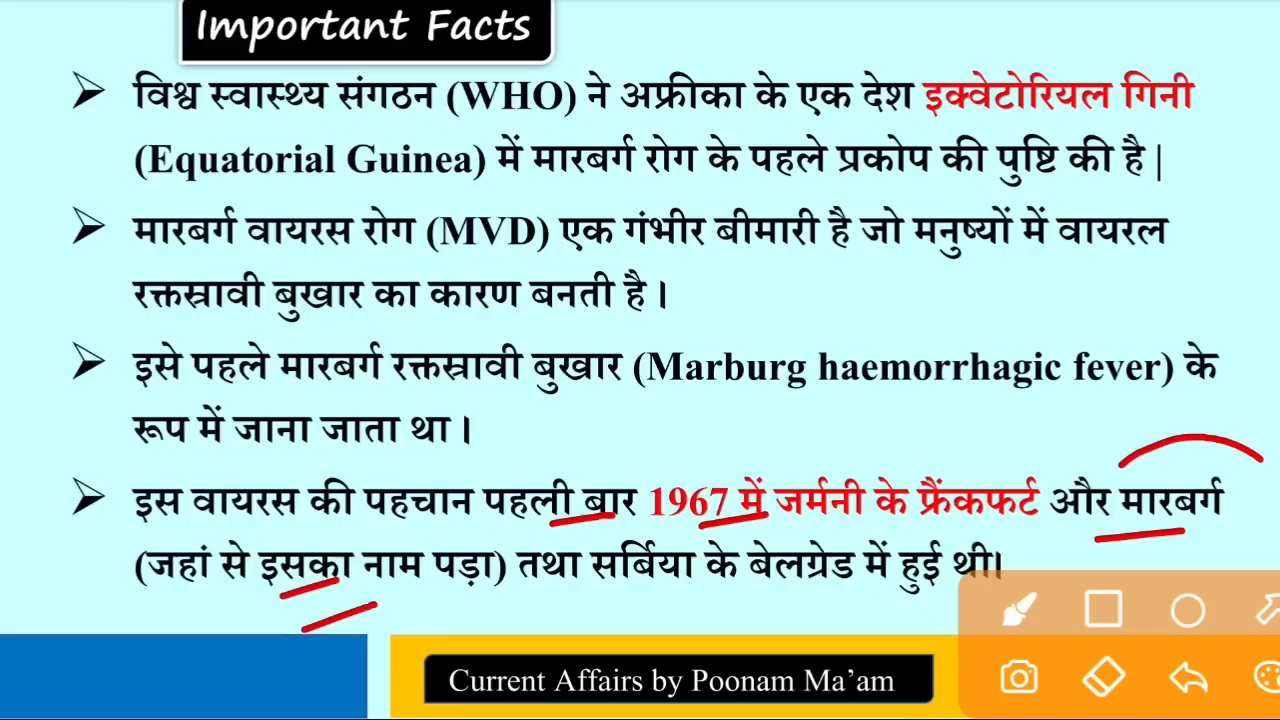 Important Facts
विश्व स्वास्थ्य संगठन (WHO) ने अफ्रीका के एक देश इक्वेटोरियल गिनी
(Equatorial Guinea) में मारबर्ग रोग के पहले प्रकोप की पुष्टि की है|
मारबर्ग वायरस रोग (MVD) एक गंभीर बीमारी है जो मनुष्यों में वायरल
रक्तस्रावी बुखार का कारण बनती है।
इसे पहले मारबर्ग रक्तस्रावी बुखार (Marburg haemorrhagic fever) के
रूप में जाना जाता था।
इस वायरस की पहचान पहली बार 1967 में जर्मनी के फ्रैंकफर्ट और मारबर्ग
(जहां से इसका नाम पड़ा) तथा सर्बिया के बेलग्रेड में हुई थी।
Current Affairs by Poonam Ma’am